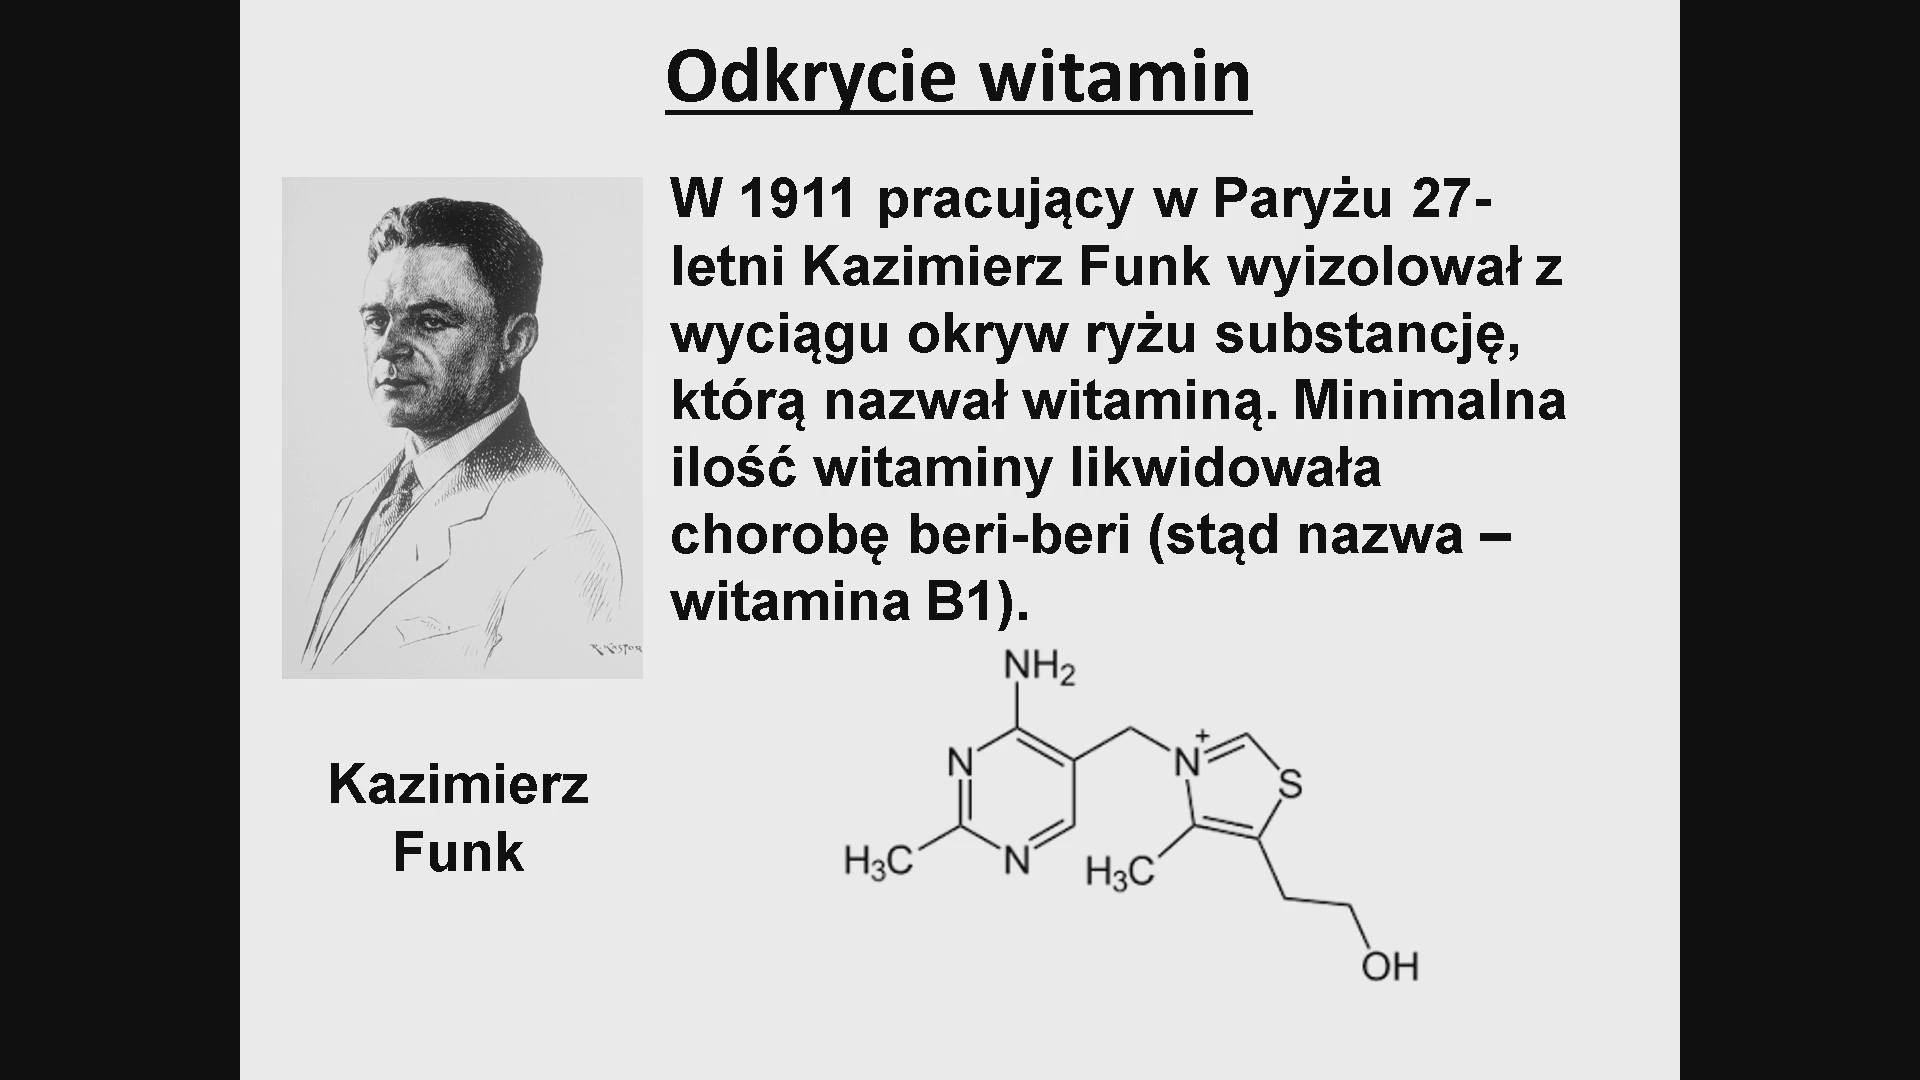 Odkrycie witamin
W 1911 pracujący w Paryżu 27-
letni Kazimierz Funk wyizolował z
wyciągu okryw ryżu substancję,
którą nazwał witaminą. Minimalna
ilość witaminy likwidowała
chorobę beri-beri (stąd nazwa –
witamina B1).
Kazimierz
Funk
NH2
N
N
+
S
H3C
N
H3C
OH